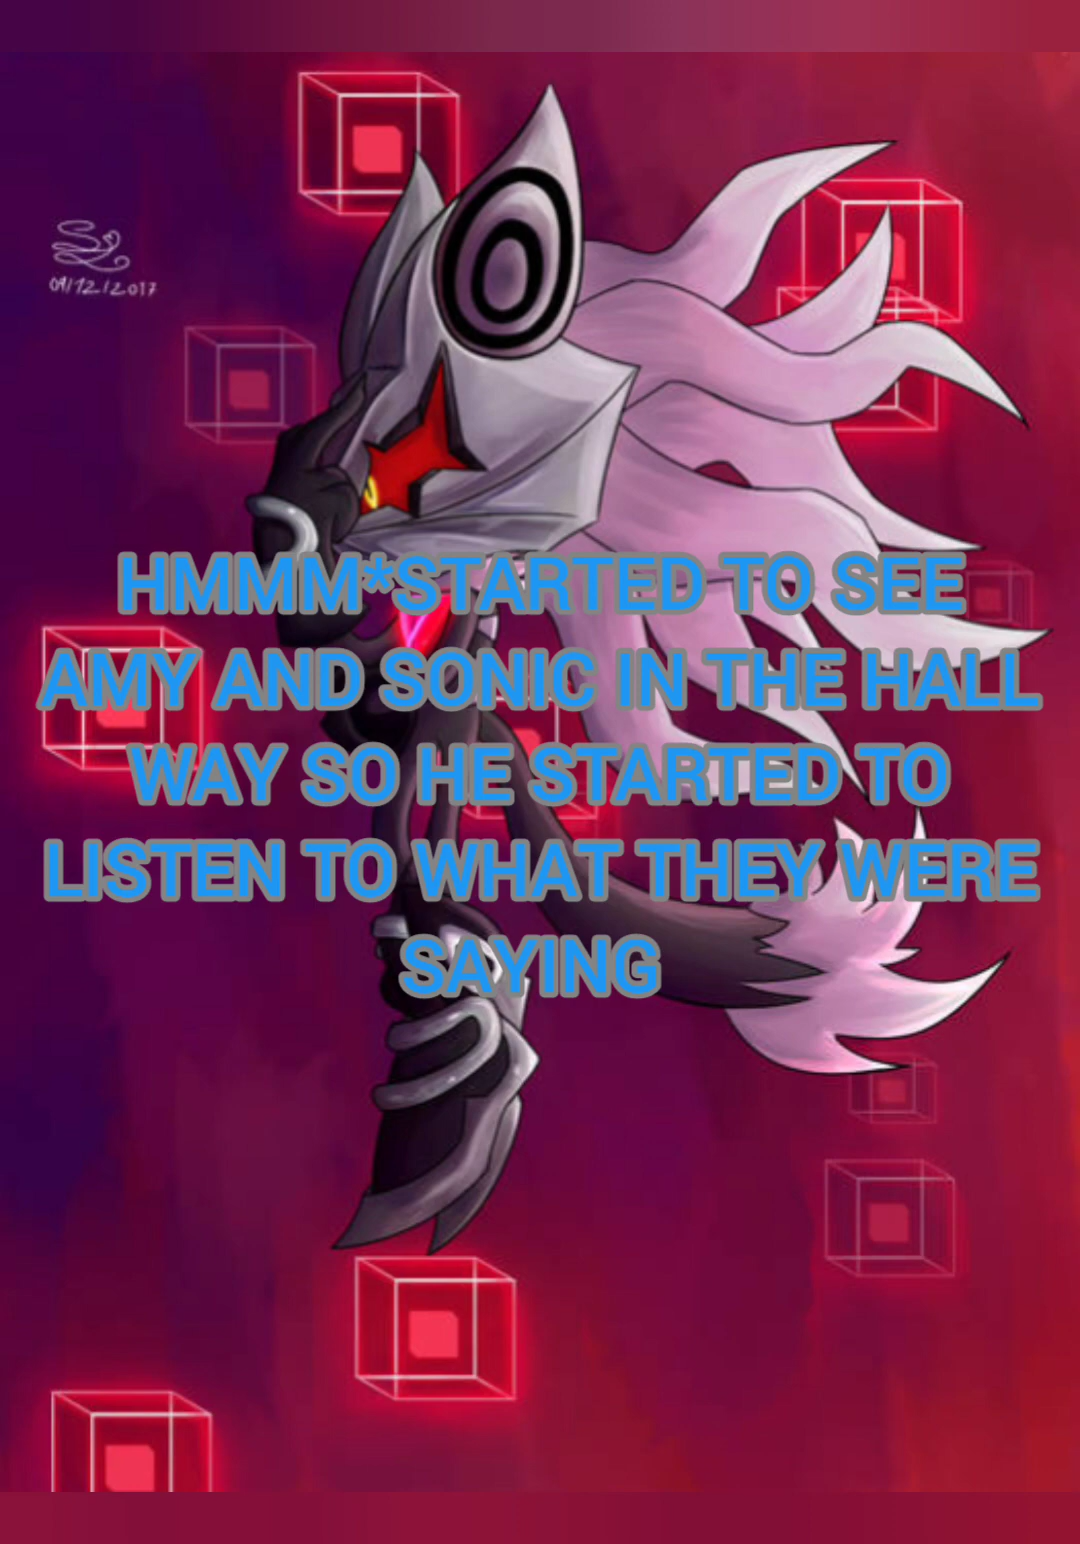 09/12/2017
HMMM*STARTED TO SEE
AMY AND SONIC IN THE HALL
WAY SO HE STARTED TO
LISTEN TO WHAT THEY WERE
SAYING